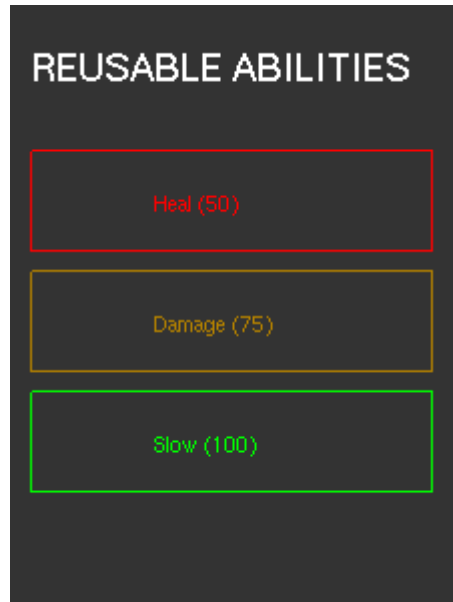 REUSABLE ABILITIES
Heal (50)
Damage (75)
Slow (100)